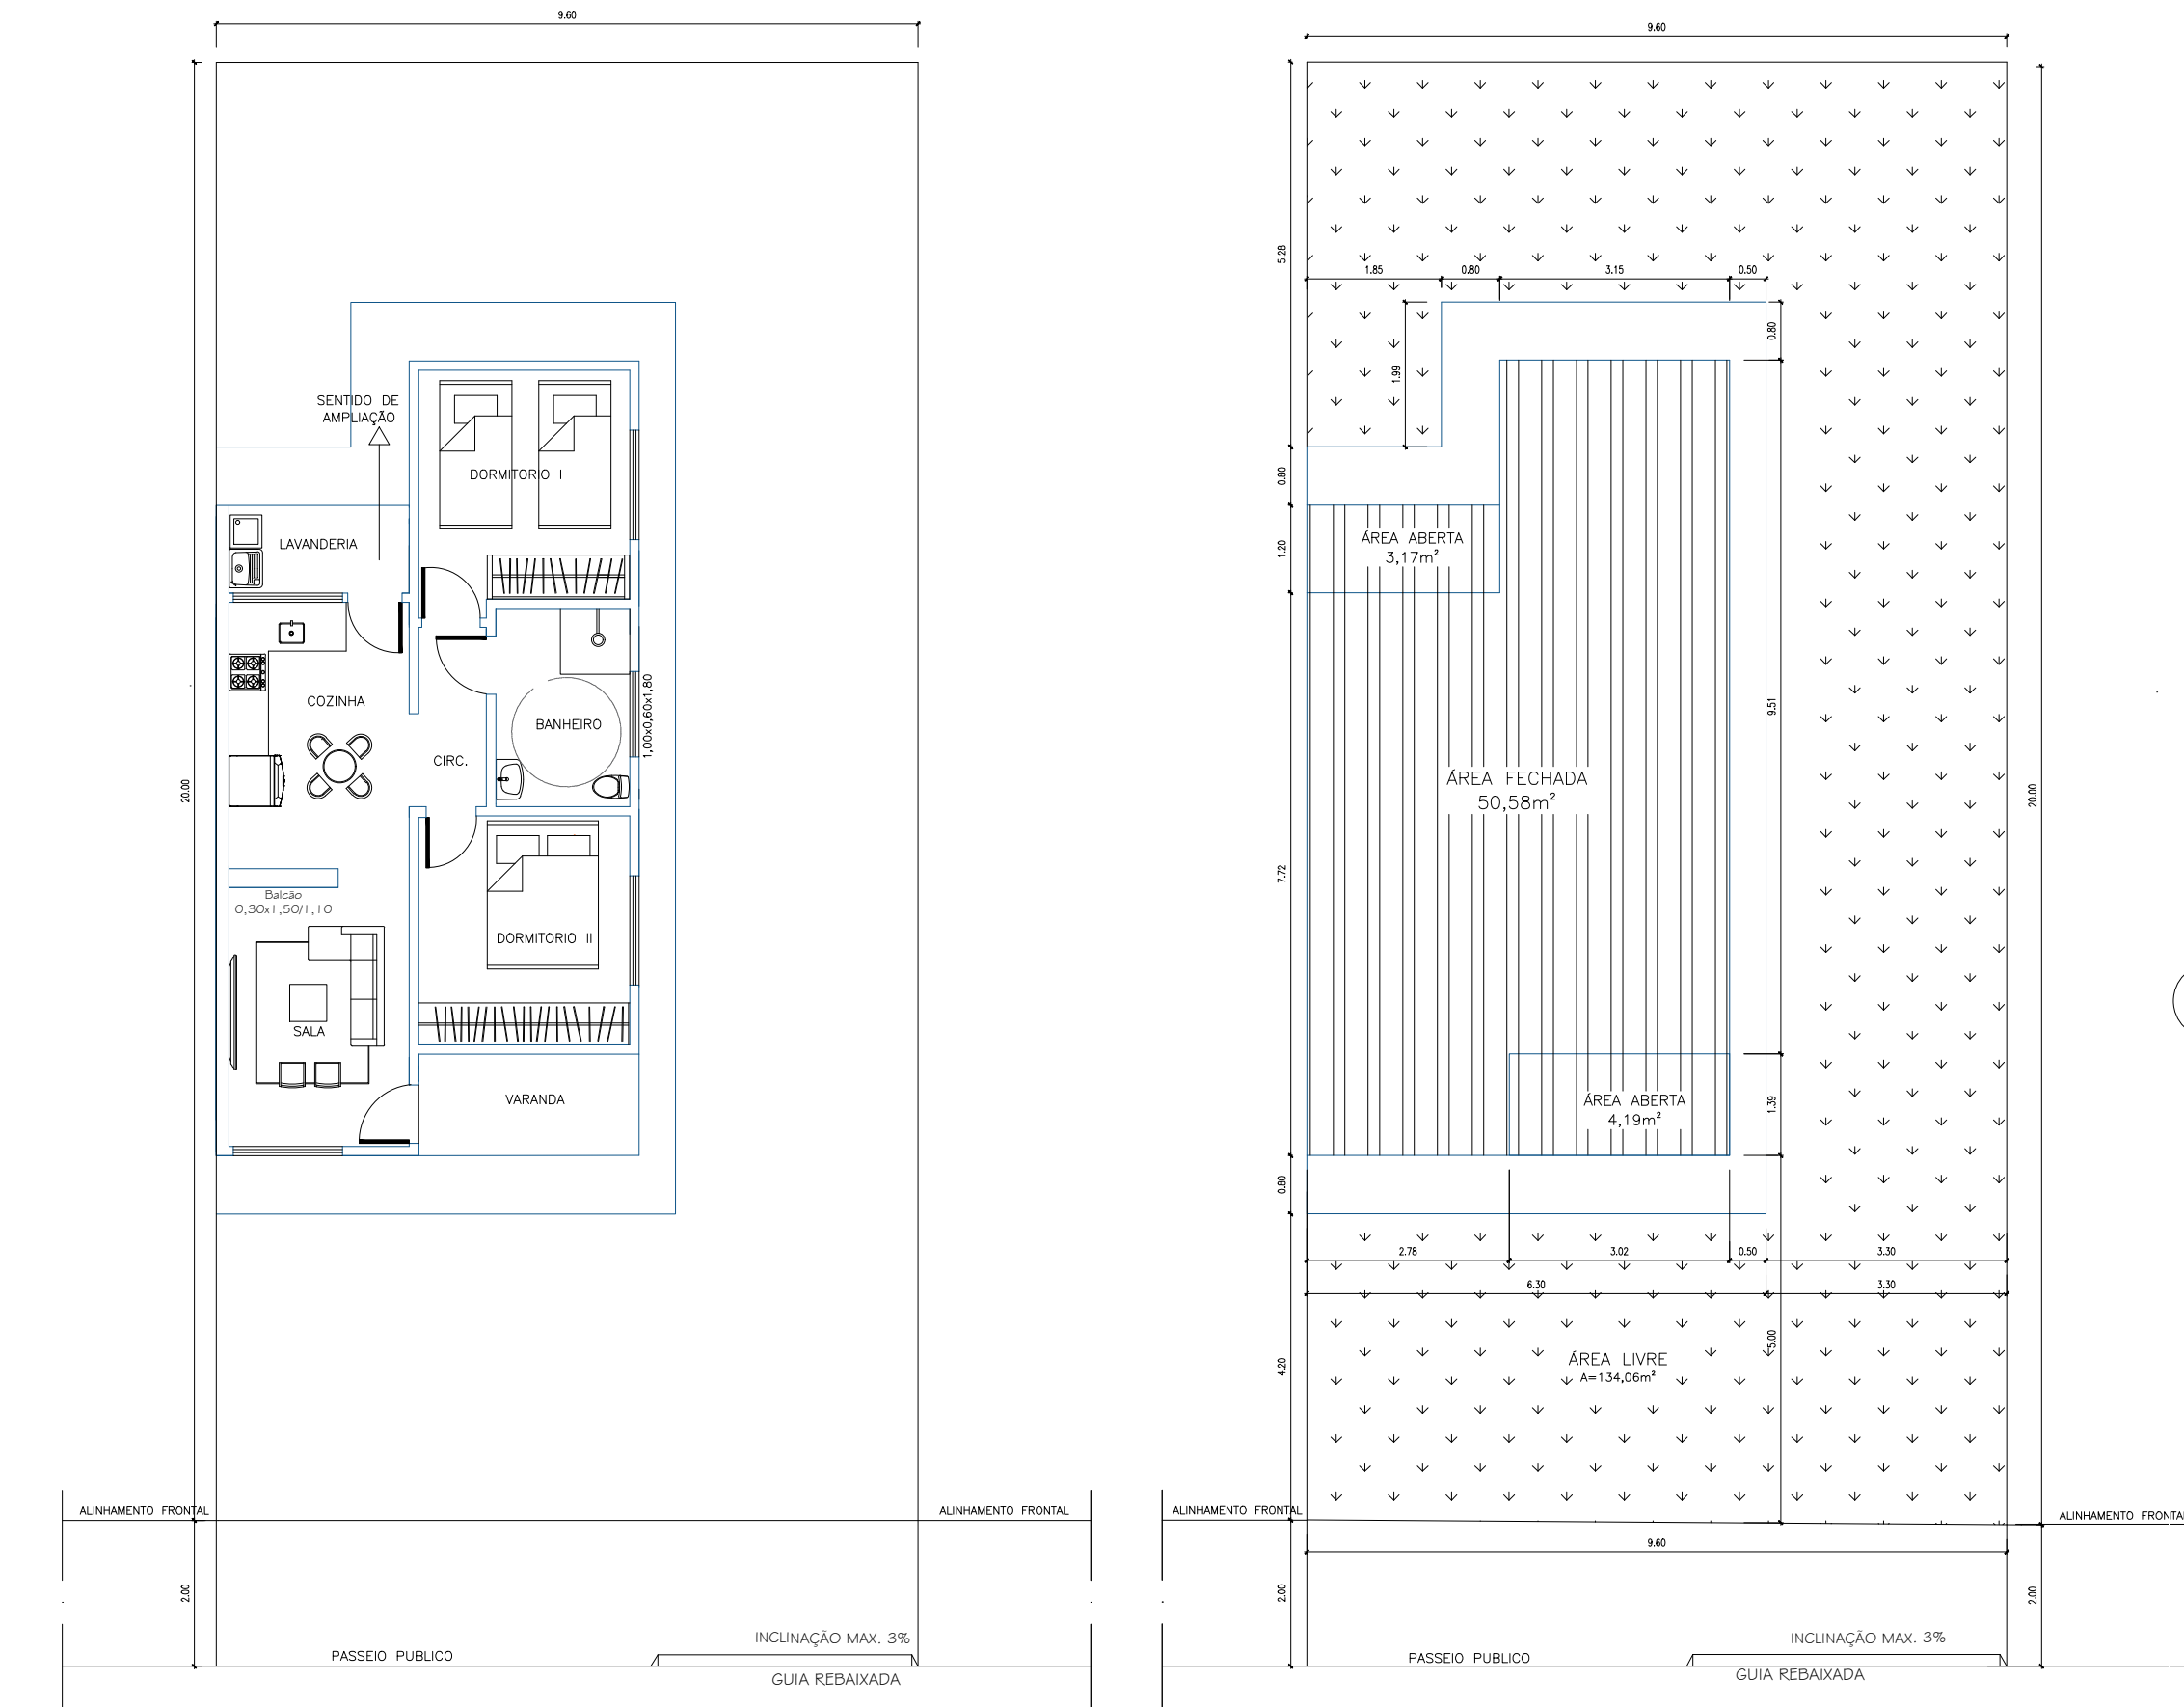 9.60
20.00
SENTIDO DE
AMPLIAÇÃO
DORMITORIO I
LAVANDERIA
COZINHA
BANHEIRO
1,00x0,60x1,80
CIRC.
Balcão
0,30x1,50/1,10
DORMITORIO II
SALA
VARANDA
ALINHAMENTO FRONTAL
ALINHAMENTO FRONTAL
2.00
INCLINAÇÃO MAX. 3%
PASSEIO PUBLICO
GUIA REBAIXADA
9.60
5.28
1.85
0.80
3.15
0.50
0.80
1.99
0.80
1.20
ÁREA ABERTA
3,17m²
9.51
20.00
ÁREA FECHADA
50,58m²
7.72
ÁREA ABERTA
4,19m²
1.39
0.80
2.78
3.02
0.50
3.30
6.30
3.30
4.20
5.00
ÁREA LIVRE
A=134,06m²
ALINHAMENTO FRONTAL
ALINHAMENTO FRONTAL
9.60
2.00
2.00
INCLINAÇÃO MAX. 3%
PASSEIO PUBLICO
GUIA REBAIXADA